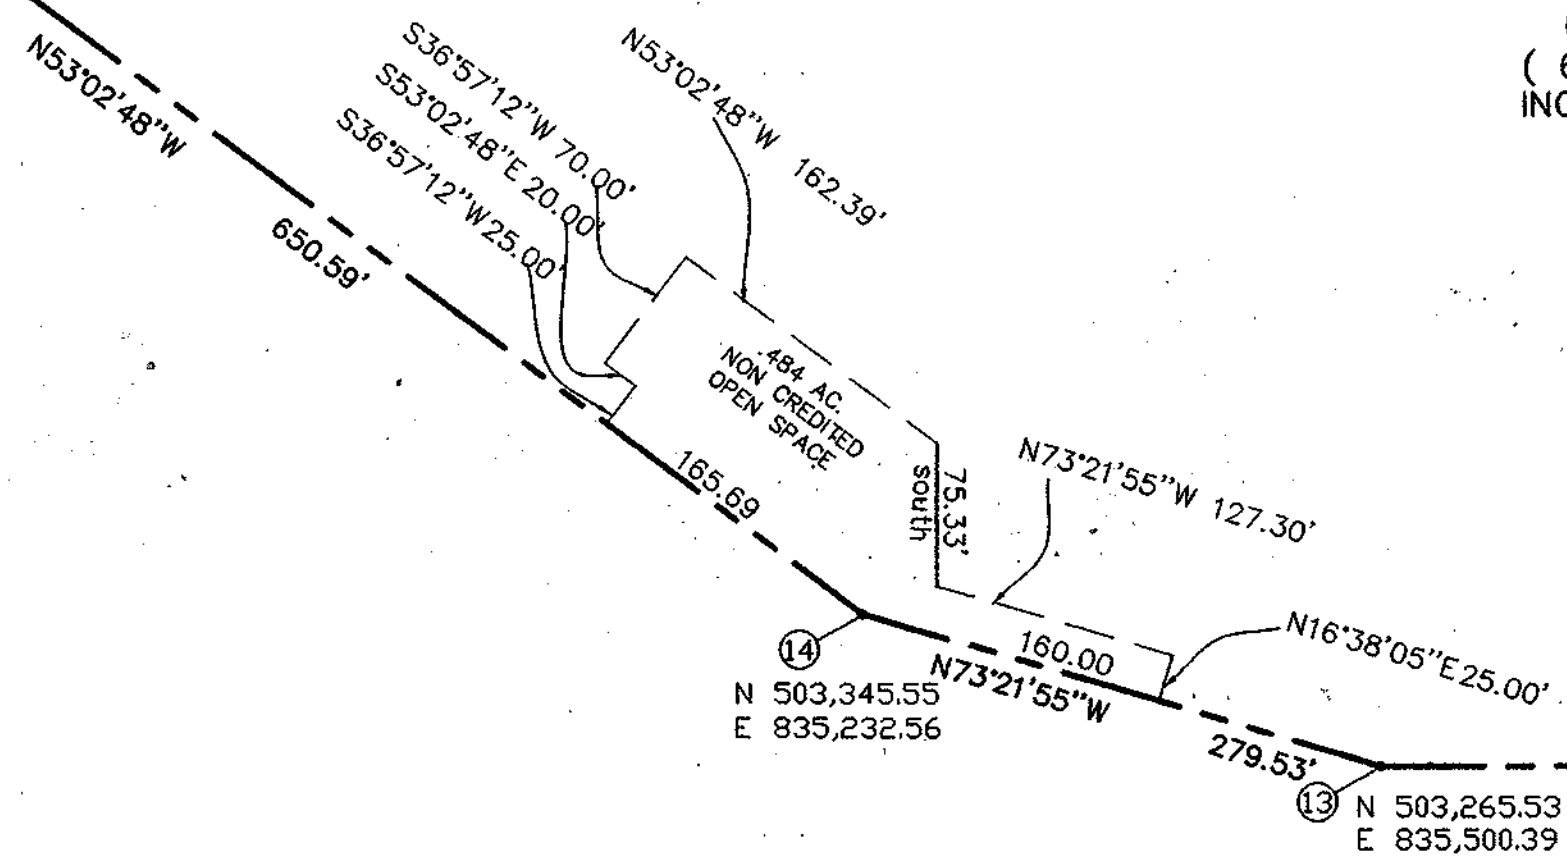 N53°02'48"W
650.59'
S36°57'12"W 70.00'
S53°02'48"E 20.00'
S36°57'12"W 25.00'
N53°02'48"W 162.39'
.484 AC.
NON CREDITED
OPEN SPACE
165.69
75.33'
south
N73°21'55"W 127.30'
N16°38'05"E 25.00'
160.00
N73°21'55"W
279.53'
14
N 503,345.55
E 835,232.56
13
N 503,265.53
E 835,500.39